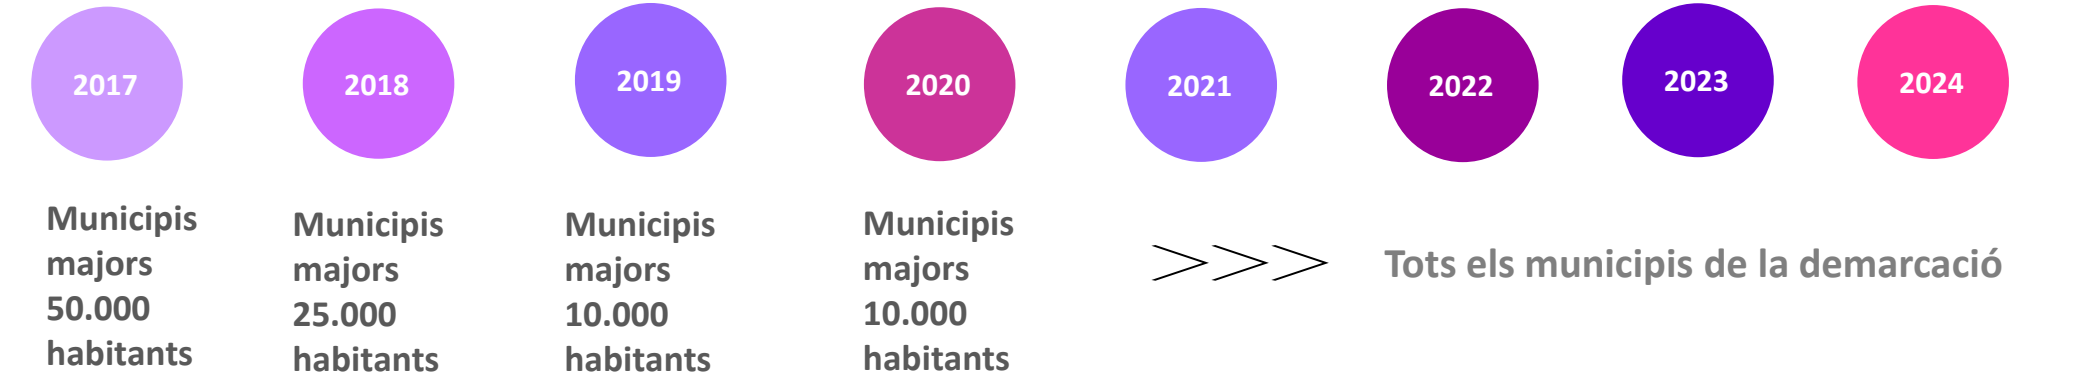 2017
2018
2019
2020
2021
2022
2023
2024
Municipis
majors
50.000
habitants
Municipis
majors
25.000
habitants
Municipis
majors
10.000
habitants
Municipis
majors
10.000
habitants
Tots els municipis de la demarcació